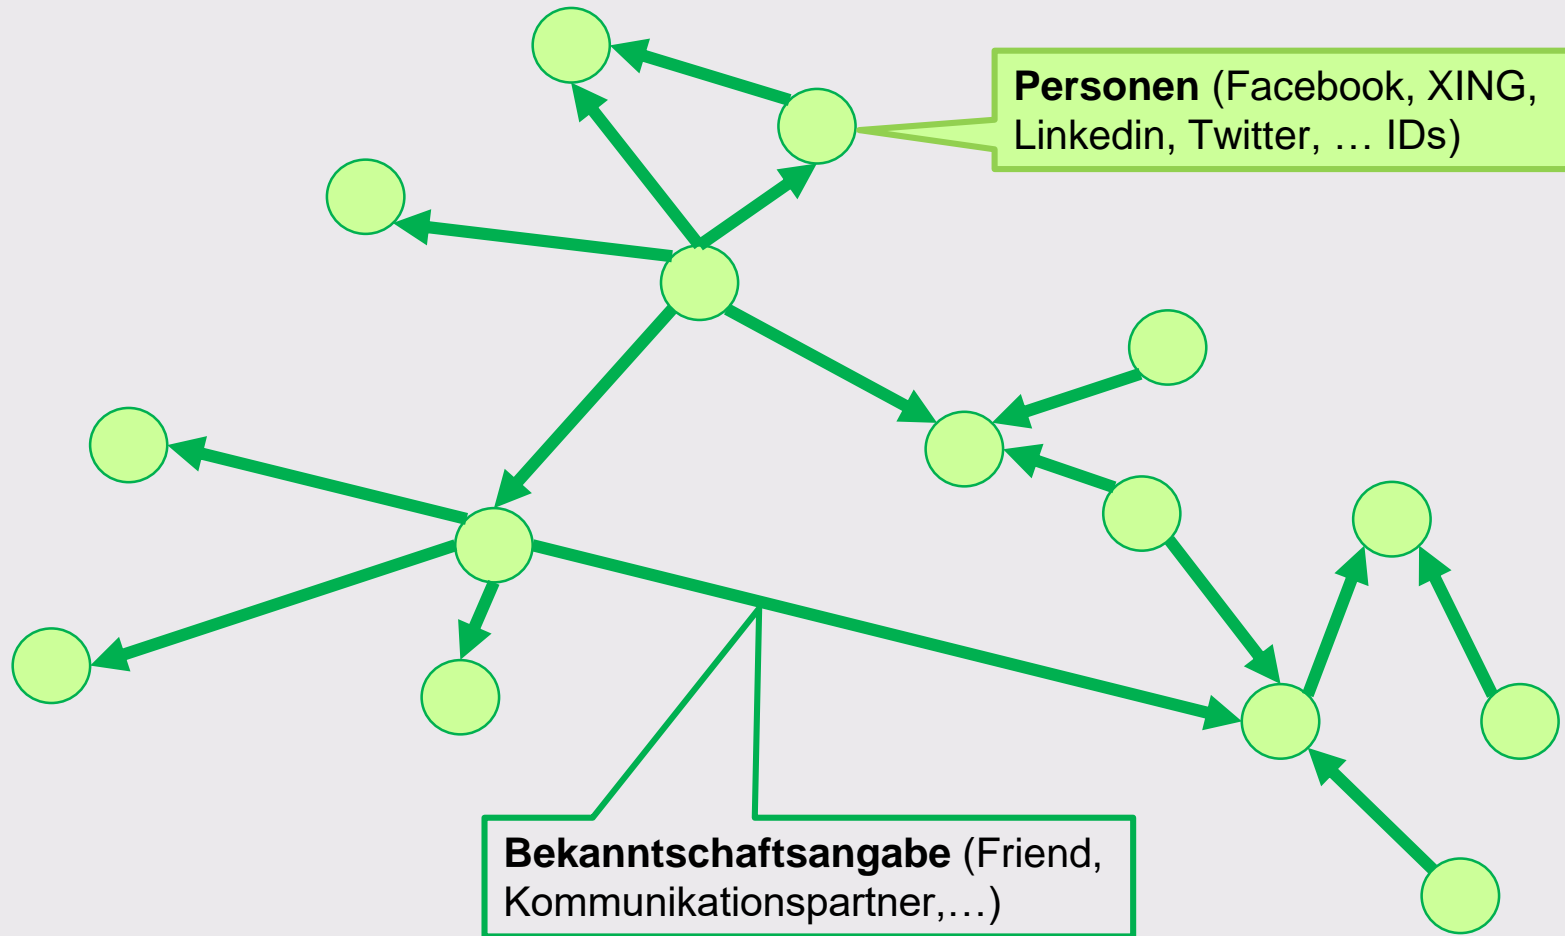 Personen (Facebook, XING,
Linkedin, Twitter, … IDs)
Bekanntschaftsangabe (Friend,
Kommunikationspartner,…)